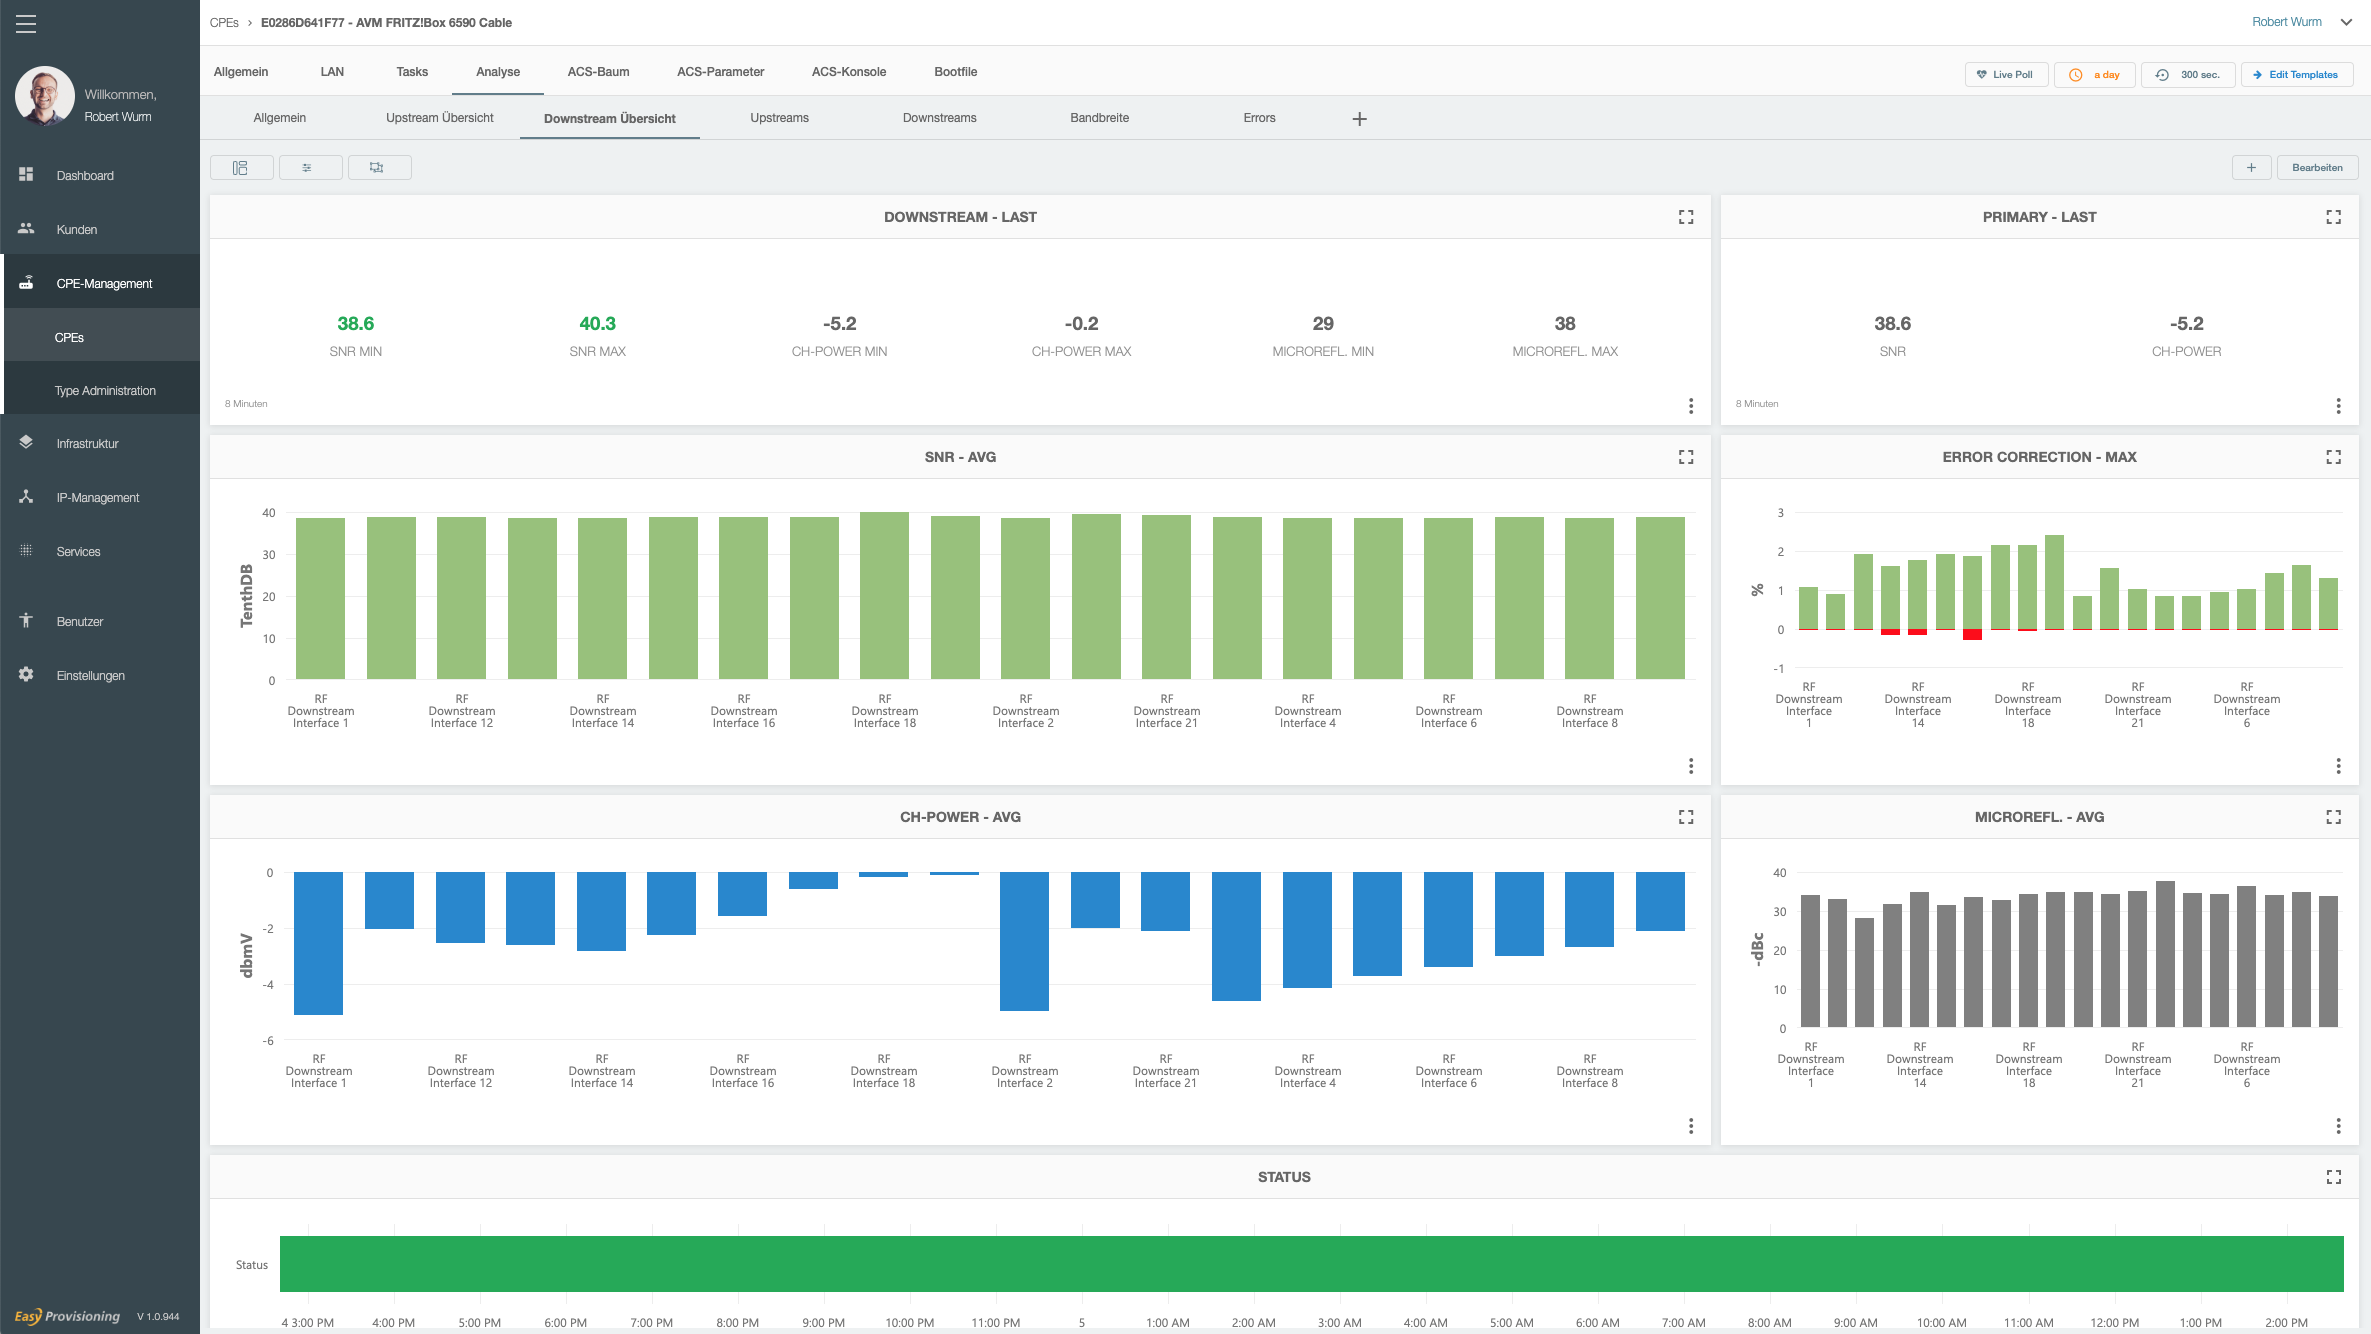 CPEs › E0286D641F77 - AVM FRITZ!Box 6590 Cable
Robert Wurm
Willkommen,
Robert Wurm
Dashboard
Kunden
CPE-Management
CPEs
Type Administration
Infrastruktur
IP-Management
Services
Benutzer
Einstellungen
Easy Provisioning V 1.0.944
Allgemein LAN Tasks Analyse ACS-Baum ACS-Parameter ACS-Konsole Bootfile
Live Poll a day 300 sec. Edit Templates
Allgemein Upstream Übersicht Downstream Übersicht Upstreams Downstreams Bandbreite Errors +
+ Bearbeiten
DOWNSTREAM - LAST
38.6 40.3 -5.2 -0.2 29 38
SNR MIN SNR MAX CH-POWER MIN CH-POWER MAX MICROREFL. MIN MICROREFL. MAX
8 Minuten
PRIMARY - LAST
38.6 -5.2
SNR CH-POWER
8 Minuten
SNR - AVG
TenthDB
40
30
20
10
0
RF Downstream Interface 1
RF Downstream Interface 12
RF Downstream Interface 14
RF Downstream Interface 16
RF Downstream Interface 18
RF Downstream Interface 2
RF Downstream Interface 21
RF Downstream Interface 4
RF Downstream Interface 6
RF Downstream Interface 8
ERROR CORRECTION - MAX
%
3
2
1
0
-1
RF Downstream Interface 1
RF Downstream Interface 14
RF Downstream Interface 18
RF Downstream Interface 21
RF Downstream Interface 6
CH-POWER - AVG
dbmV
0
-2
-4
-6
RF Downstream Interface 1
RF Downstream Interface 12
RF Downstream Interface 14
RF Downstream Interface 16
RF Downstream Interface 18
RF Downstream Interface 2
RF Downstream Interface 21
RF Downstream Interface 4
RF Downstream Interface 6
RF Downstream Interface 8
MICROREFL. - AVG
-dBc
40
30
20
10
0
RF Downstream Interface 1
RF Downstream Interface 14
RF Downstream Interface 18
RF Downstream Interface 21
RF Downstream Interface 6
STATUS
Status
4 3:00 PM 4:00 PM 5:00 PM 6:00 PM 7:00 PM 8:00 PM 9:00 PM 10:00 PM 11:00 PM 5 1:00 AM 2:00 AM 3:00 AM 4:00 AM 5:00 AM 6:00 AM 7:00 AM 8:00 AM 9:00 AM 10:00 AM 11:00 AM 12:00 PM 1:00 PM 2:00 PM